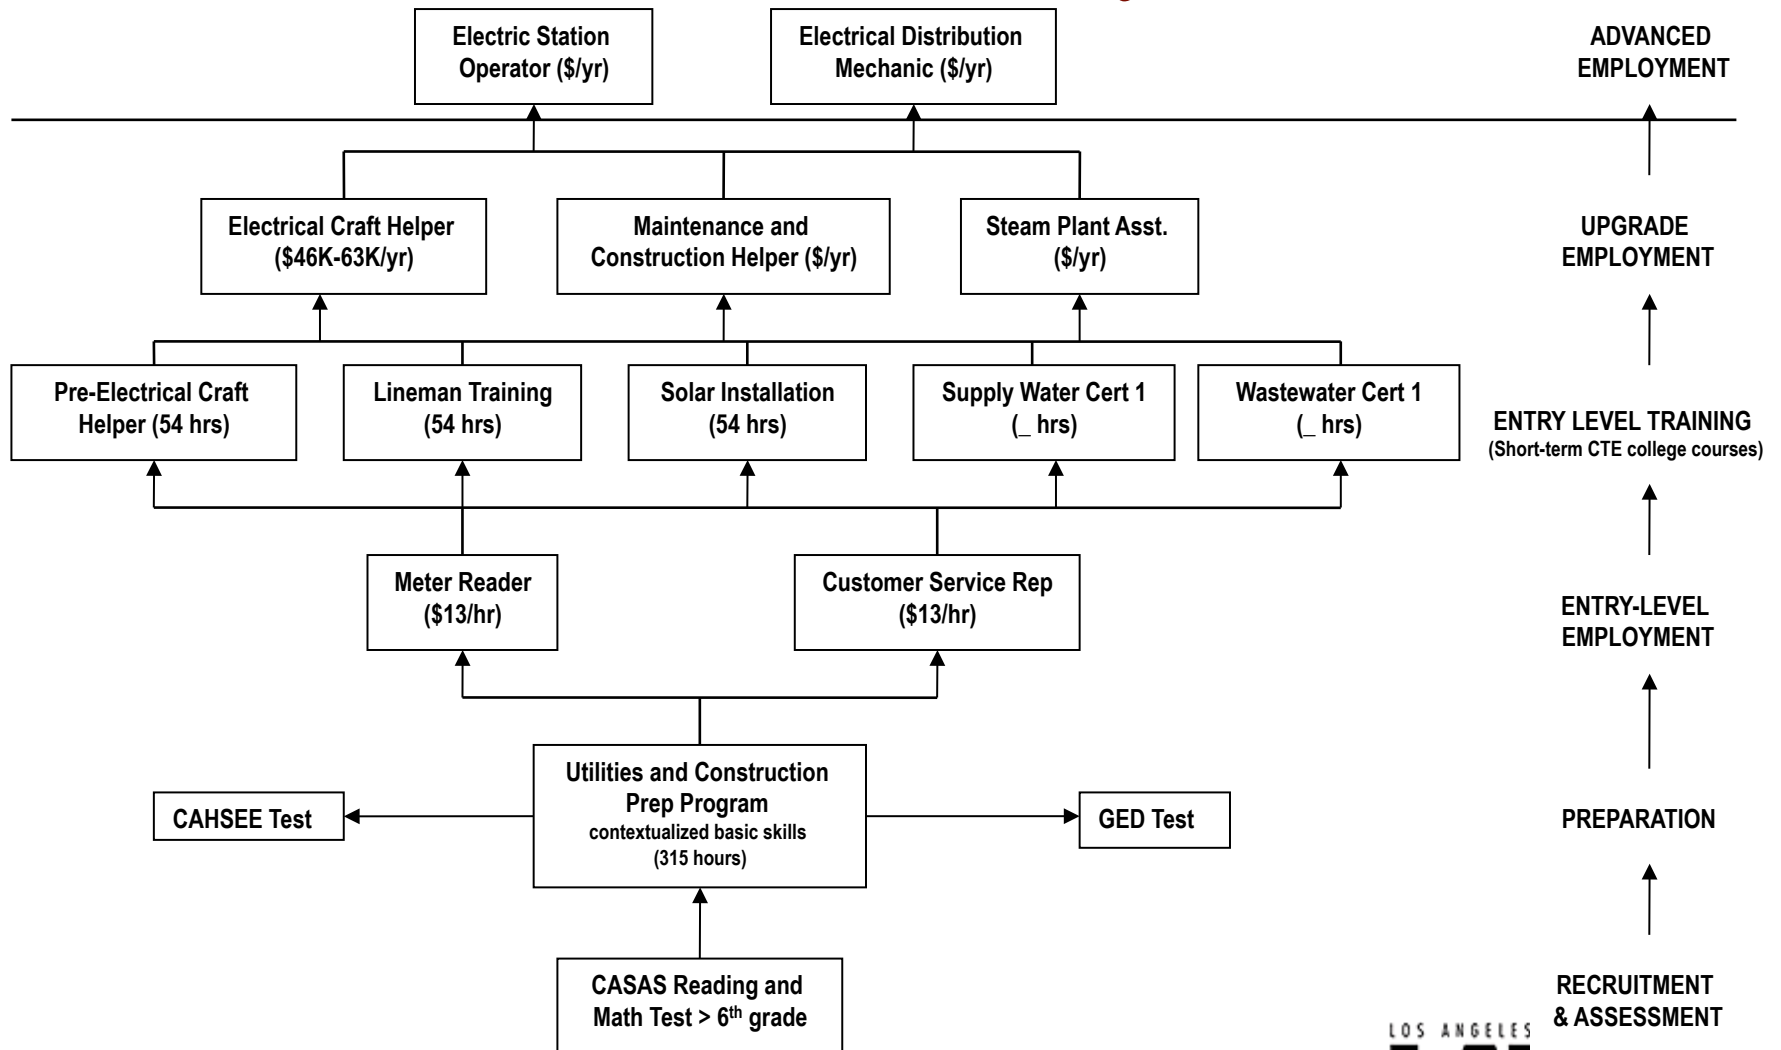 Electric Station
Operator ($/yr)
Electrical Distribution
Mechanic ($/yr)
ADVANCED
EMPLOYMENT
Electrical Craft Helper
($46K-63K/yr)
Maintenance and
Construction Helper ($/yr)
Steam Plant Asst.
($/yr)
UPGRADE
EMPLOYMENT
Pre-Electrical Craft
Helper (54 hrs)
Lineman Training
(54 hrs)
Solar Installation
(54 hrs)
Supply Water Cert 1
(_ hrs)
Wastewater Cert 1
(_ hrs)
ENTRY LEVEL TRAINING
(Short-term CTE college courses)
Meter Reader
($13/hr)
Customer Service Rep
($13/hr)
ENTRY-LEVEL
EMPLOYMENT
Utilities and Construction
Prep Program
contextualized basic skills
(315 hours)
CAHSEE Test
GED Test
PREPARATION
CASAS Reading and
Math Test > 6th grade
RECRUITMENT
& ASSESSMENT
LOS ANGELES